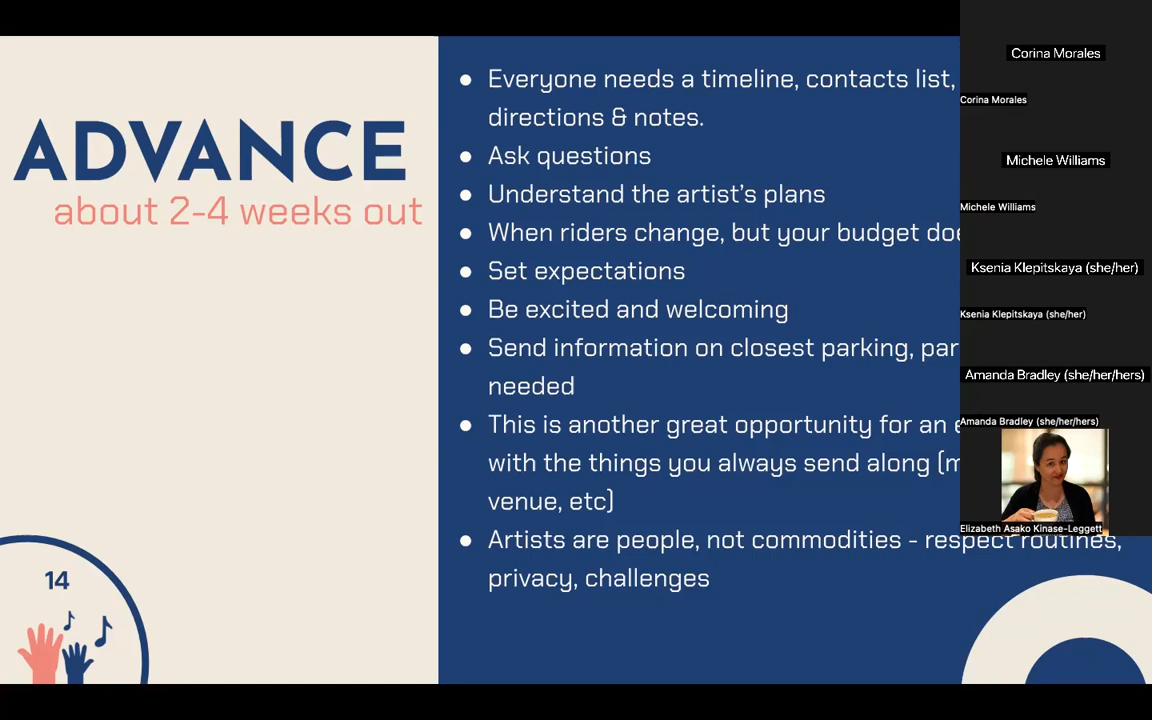 ADVANCE
about 2-4 weeks out
● Everyone needs a timeline, contacts list,
directions & notes.
● Ask questions
● Understand the artist's plans
● When riders change, but your budget
● Set expectations
● Be excited and welcoming
● Send information on closest parking,
needed
● This is another great opportunity for an
with the things you always send along
venue, etc)
● Artists are people, not commodities - respect routines,
privacy, challenges
14
Corina Morales
Corina Morales
Michele Williams
Michele Williams
Ksenia Klepitskaya (she/her)
Ksenia Klepitskaya (she/her)
Amanda Bradley (she/her/hers)
Amanda Bradley (she/her/hers)
Elizabeth Asako Kinase-Leggett